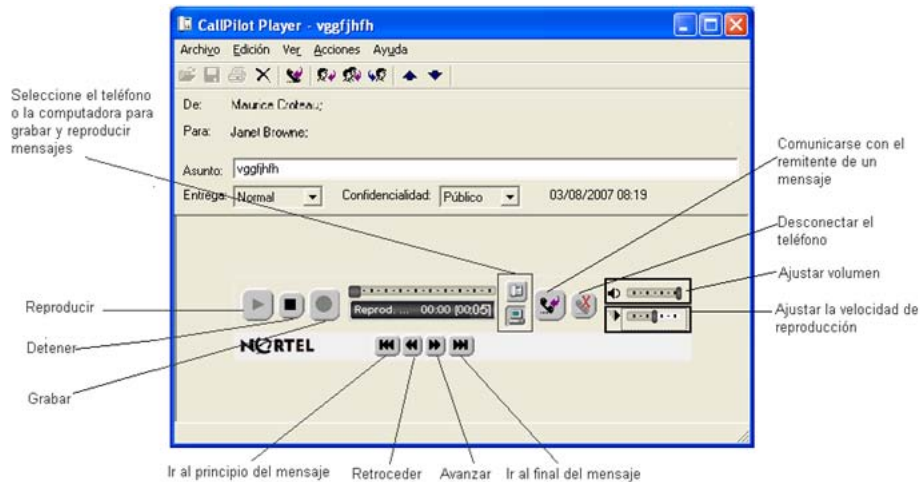 CallPilot Player - vggfjhfh
Archivo Edición Ver Acciones Ayuda
De: Maurice Croteau;
Para: Janet Browne;
Asunto: vggfjhfh
Entrega: Normal Confidencialidad: Público 03/08/2007 08:19
Seleccione el teléfono
o la computadora para
grabar y reproducir
mensajes
Comunicarse con el
remitente de un
mensaje
Desconectar el
teléfono
Ajustar volumen
Ajustar la velocidad de
reproducción
Reproducir
Detener
Grabar
Reprod. ... 00:00 [00:05]
NORTEL
Ir al principio del mensaje
Retroceder
Avanzar
Ir al final del mensaje